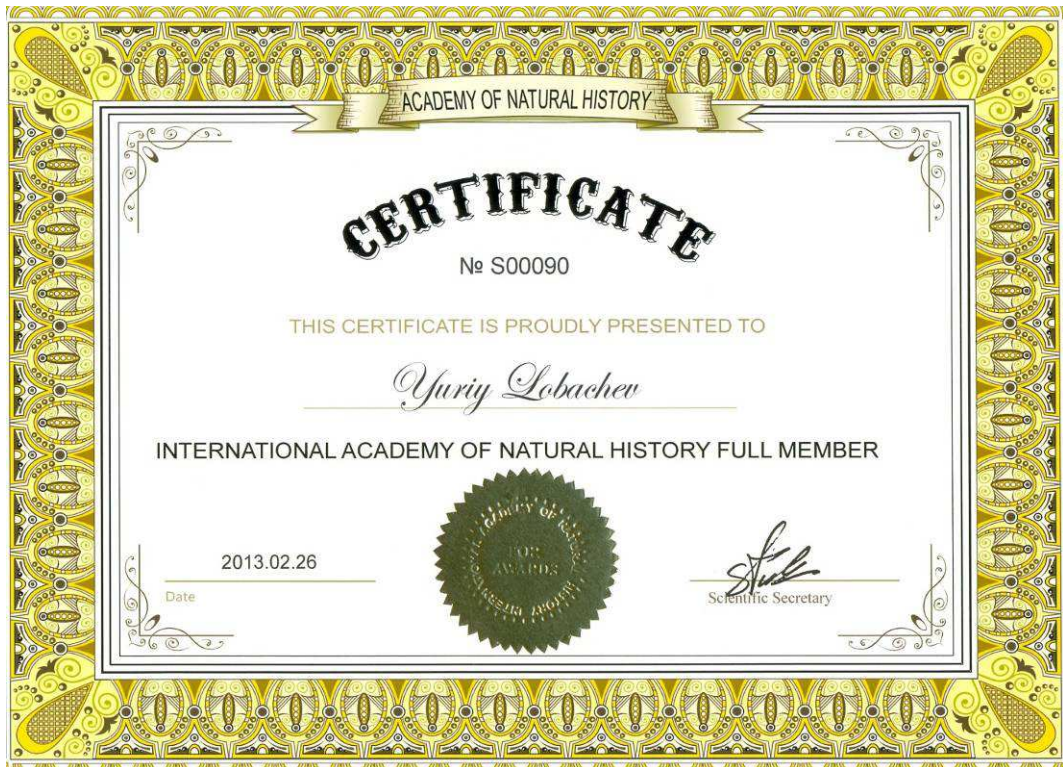 ACADEMY OF NATURAL HISTORY
CERTIFICATE
№ S00090
THIS CERTIFICATE IS PROUDLY PRESENTED TO
Yuriy Lobachev
INTERNATIONAL ACADEMY OF NATURAL HISTORY FULL MEMBER
FOR
AWARDS
2013.02.26
Date
Scientific Secretary